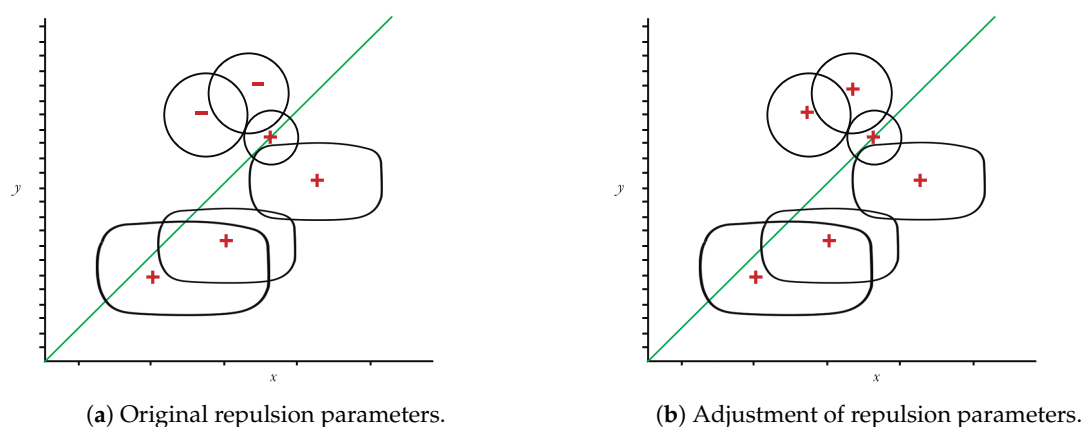 y
x
(a) Original repulsion parameters.
y
x
(b) Adjustment of repulsion parameters.